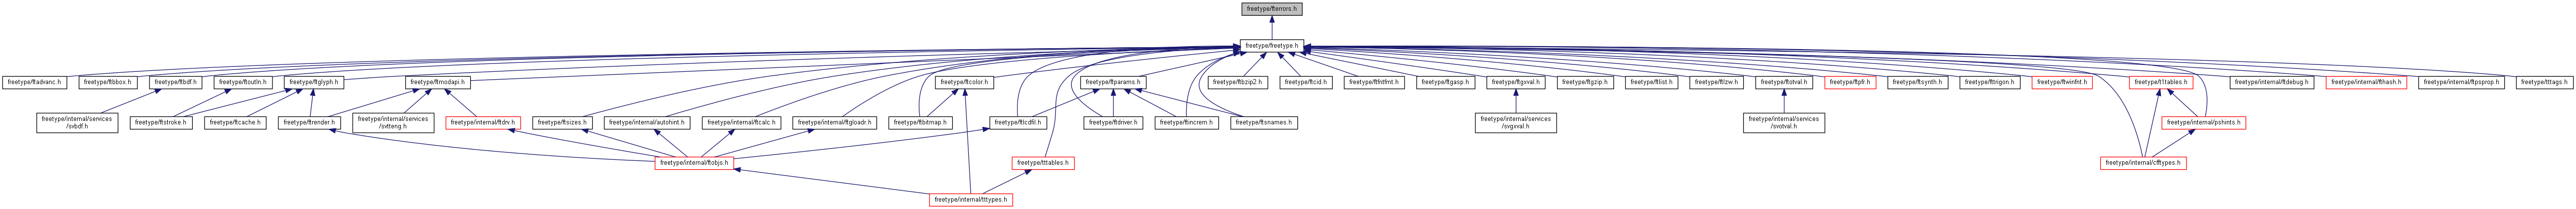 freetype/fterrors.h
freetype/freetype.h
freetype/ftadvanc.h
freetype/ftbbox.h
freetype/ftbdf.h
freetype/ftoutln.h
freetype/ftglyph.h
freetype/ftmodapi.h
freetype/ftcolor.h
freetype/ftparams.h
freetype/ftbzip2.h
freetype/ftcid.h
freetype/ftfntfmt.h
freetype/ftgasp.h
freetype/ftgxval.h
freetype/ftgzip.h
freetype/ftlist.h
freetype/ftlzw.h
freetype/ftotval.h
freetype/ftpfr.h
freetype/ftsynth.h
freetype/fttrigon.h
freetype/ftwinfnt.h
freetype/t1tables.h
freetype/internal/ftdebug.h
freetype/internal/fthash.h
freetype/internal/ftpsprop.h
freetype/tttags.h
freetype/internal/services
/svbdf.h
freetype/ftstroke.h
freetype/ftcache.h
freetype/ftrender.h
freetype/internal/services
/svtteng.h
freetype/internal/ftdrv.h
freetype/ftsizes.h
freetype/internal/autohint.h
freetype/internal/ftcalc.h
freetype/internal/ftgloadr.h
freetype/ftbitmap.h
freetype/ftlcdfil.h
freetype/ftdriver.h
freetype/ftincrem.h
freetype/ftsnames.h
freetype/internal/services
/svgxval.h
freetype/internal/services
/svotval.h
freetype/internal/pshints.h
freetype/internal/ftobjs.h
freetype/tttables.h
freetype/internal/cfftypes.h
freetype/internal/tttypes.h